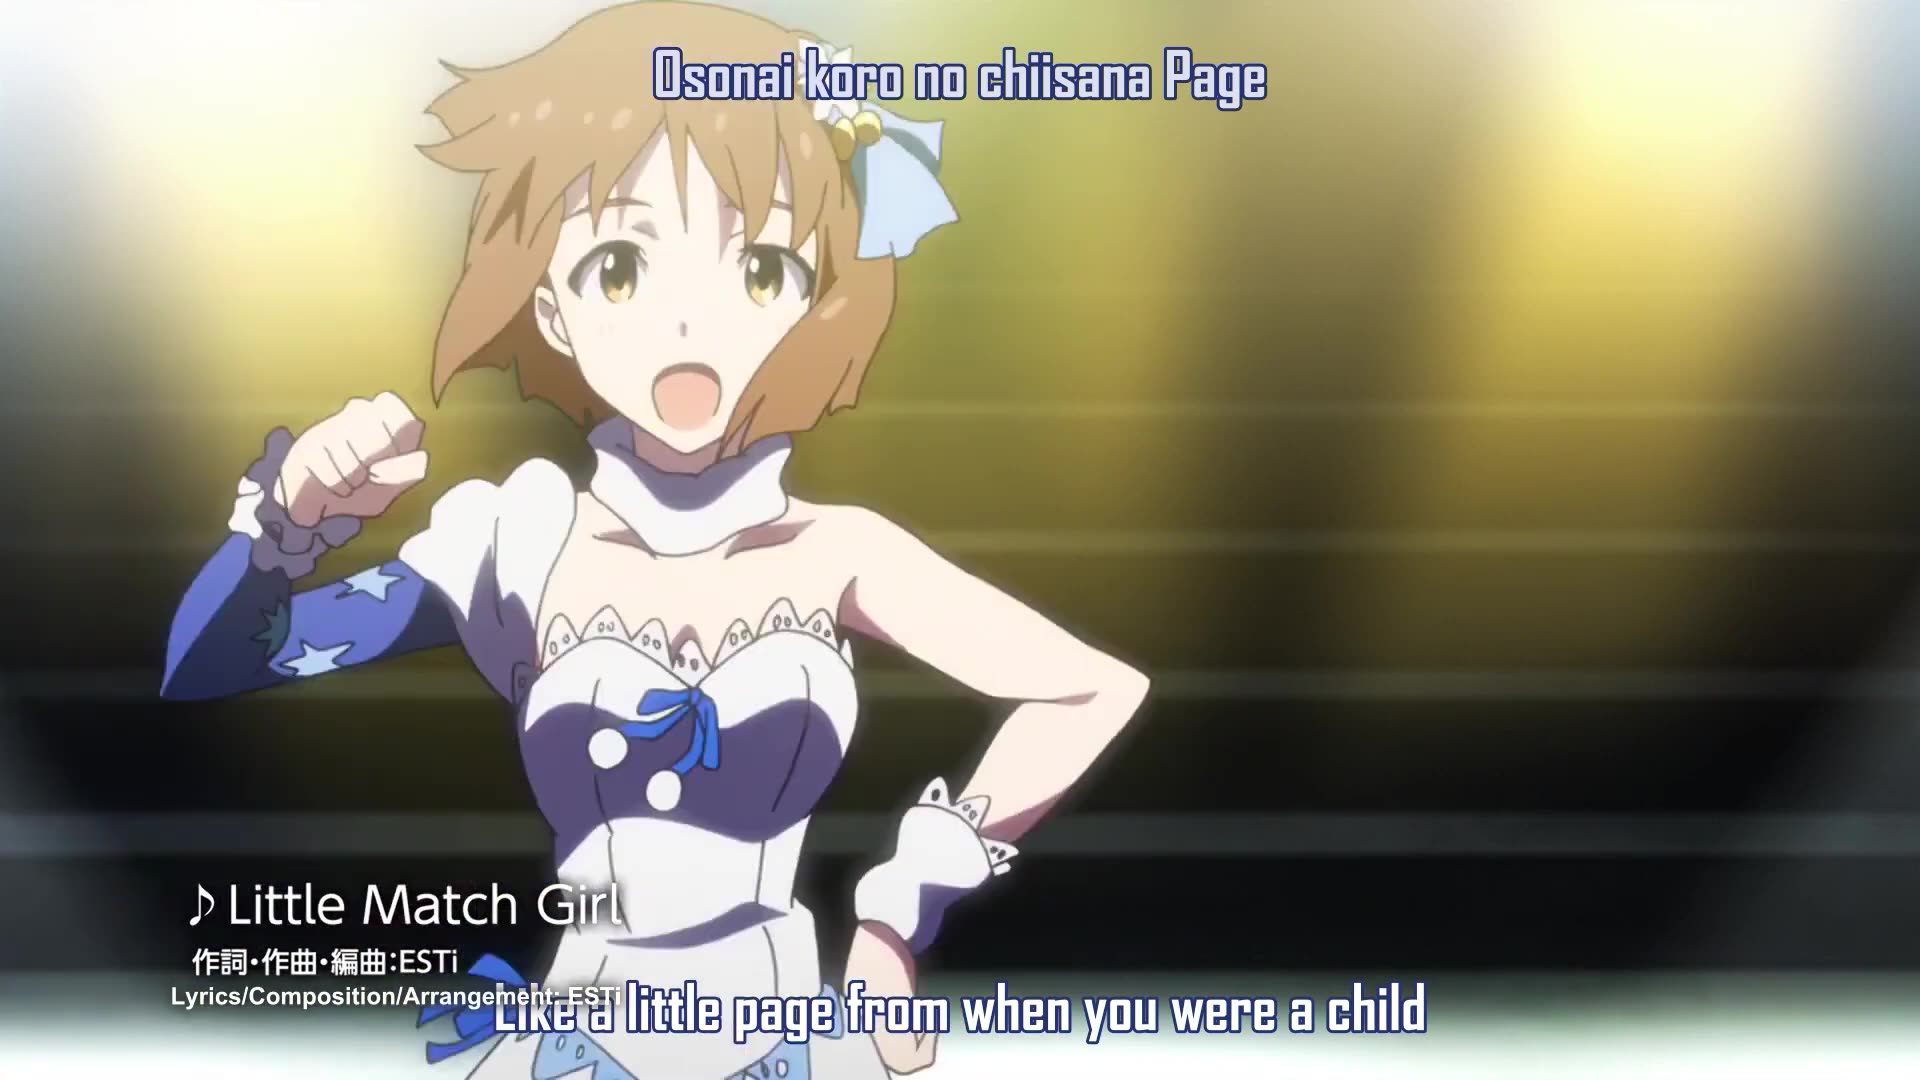 Osonai koro no chiisana Page
♪Little Match Girl
作詞・作曲・編曲:ESTi
Lyrics/Composition/Arrangement: ESTi
Like a little page from when you were a child